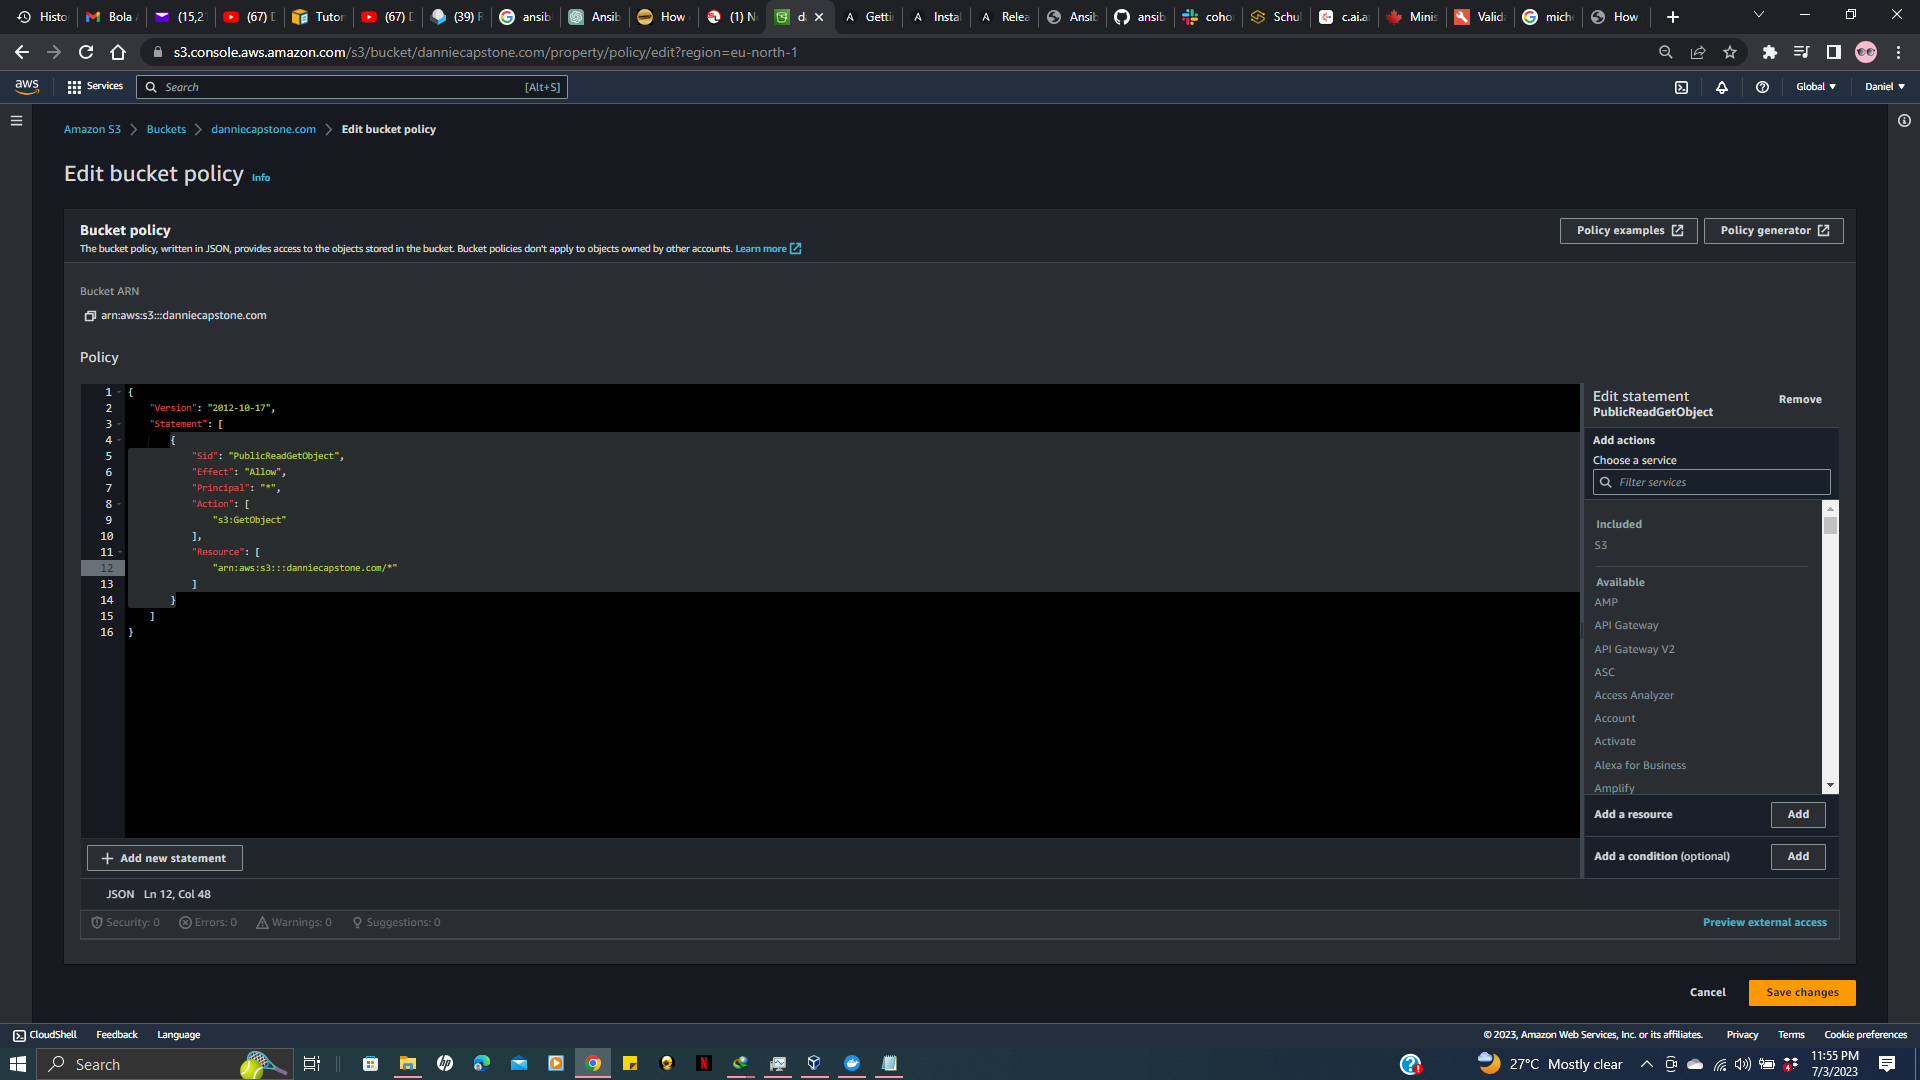 Histo
Bola
(15,2
(67) D
Tutor
(67) D
(39) F
ansib
Ansib
How
(1) N
da
Getti
Insta
Relea
Ansib
ansib
coho
Schul
c.ai.a
Minis
Valida
mich
How
s3.console.aws.amazon.com/s3/bucket/danniecapstone.com/property/policy/edit?region=eu-north-1
aws
Services
Search
[Alt+S]
Global
Daniel
Amazon S3
Buckets
danniecapstone.com
Edit bucket policy
Edit bucket policy
Info
Bucket policy
The bucket policy, written in JSON, provides access to the objects stored in the bucket. Bucket policies don't apply to objects owned by other accounts. Learn more
Policy examples
Policy generator
Bucket ARN
arn:aws:s3:::danniecapstone.com
Policy
1 {
2 "Version": "2012-10-17",
3 "Statement": [
4 {
5 "Sid": "PublicReadGetObject",
6 "Effect": "Allow",
7 "Principal": "*",
8 "Action": [
9 "s3:GetObject"
10 ],
11 "Resource": [
12 "arn:aws:s3:::danniecapstone.com/*"
13 ]
14 }
15 ]
16 }
Edit statement
PublicReadGetObject
Remove
Add actions
Choose a service
Filter services
Included
S3
Available
AMP
API Gateway
API Gateway V2
ASC
Access Analyzer
Account
Activate
Alexa for Business
Amplify
Add a resource
Add
Add a condition (optional)
Add
Add new statement
JSON Ln 12, Col 48
Security: 0
Errors: 0
Warnings: 0
Suggestions: 0
Preview external access
Cancel
Save changes
CloudShell
Feedback
Language
© 2023, Amazon Web Services, Inc. or its affiliates.
Privacy
Terms
Cookie preferences
Search
27°C Mostly clear
11:55 PM
7/3/2023